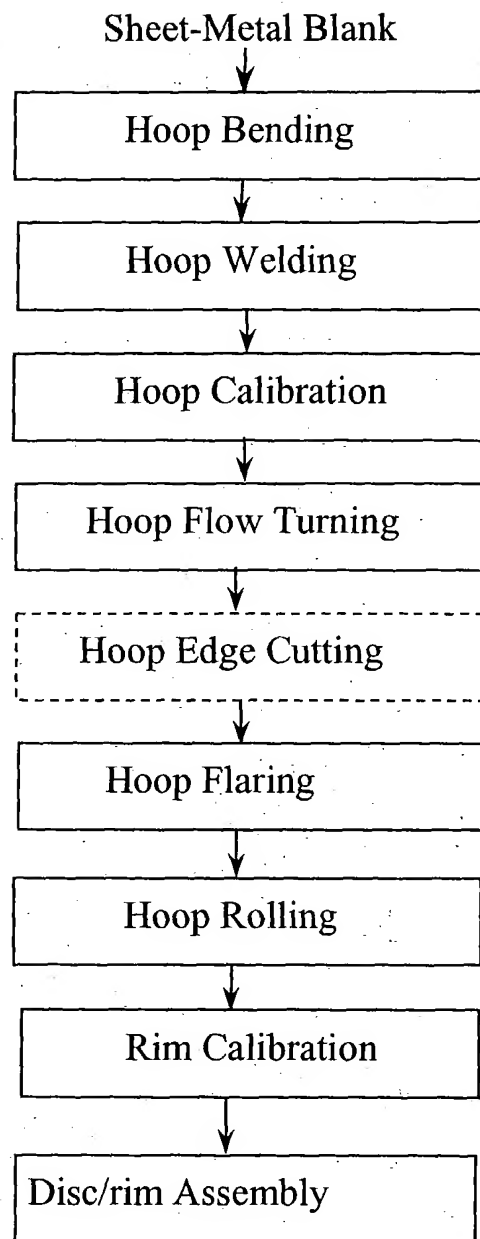 Sheet-Metal Blank
Hoop Bending
Hoop Welding
Hoop Calibration
Hoop Flow Turning
Hoop Edge Cutting
Hoop Flaring
Hoop Rolling
Rim Calibration
Disc/rim Assembly